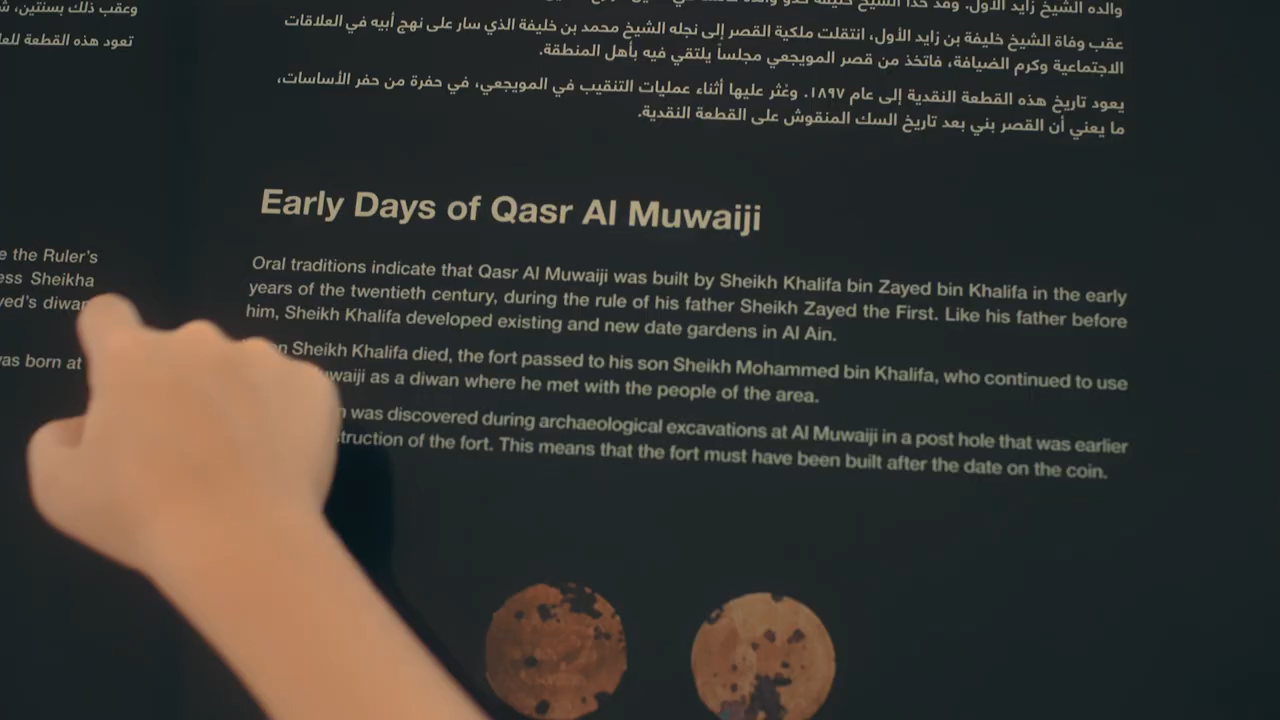 والده الشيخ زايد الأول. وقد حذا الشيخ خليفة حذو والده
عقب وفاة الشيخ خليفة بن زايد الأول، انتقلت ملكية القصر إلى نجله الشيخ محمد بن خليفة الذي سار على نهج أبيه في العلاقات
الاجتماعية وكرم الضيافة، فاتخذ من قصر المويجعي مجلساً يلتقي فيه بأهل المنطقة.
يعود تاريخ هذه القطعة النقدية إلى عام ١٨٩٧. وعُثر عليها أثناء عمليات التنقيب في المويجعي، في حفرة من حفر الأساسات،
ما يعني أن القصر بني بعد تاريخ السك المنقوش على القطعة النقدية.
وعقب ذلك بسنتين،
تعود هذه القطعة
Early Days of Qasr Al Muwaiji
Oral traditions indicate that Qasr Al Muwaiji was built by Sheikh Khalifa bin Zayed bin Khalifa in the early
years of the twentieth century, during the rule of his father Sheikh Zayed the First. Like his father before
him, Sheikh Khalifa developed existing and new date gardens in Al Ain.
Sheikh Khalifa died, the fort passed to his son Sheikh Mohammed bin Khalifa, who continued to use
uwaiji as a diwan where he met with the people of the area.
was discovered during archaeological excavations at Al Muwaiji in a post hole that was earlier
struction of the fort. This means that the fort must have been built after the date on the coin.
e the Ruler's
ess Sheikha
yed's diwan
was born at